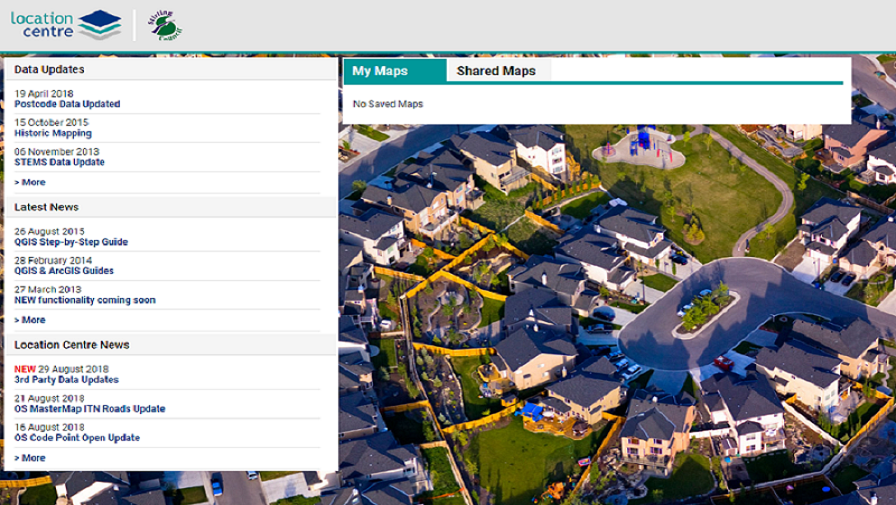 location
centre
Stirling
Council
Data Updates
19 April 2018
Postcode Data Updated
15 October 2015
Historic Mapping
06 November 2013
STEMS Data Update
> More
Latest News
26 August 2015
QGIS Step-by-Step Guide
28 February 2014
QGIS & ArcGIS Guides
27 March 2013
NEW functionality coming soon
> More
Location Centre News
NEW 29 August 2018
3rd Party Data Updates
21 August 2018
OS MasterMap ITN Roads Update
16 August 2018
OS Code Point Open Update
> More
My Maps
Shared Maps
No Saved Maps